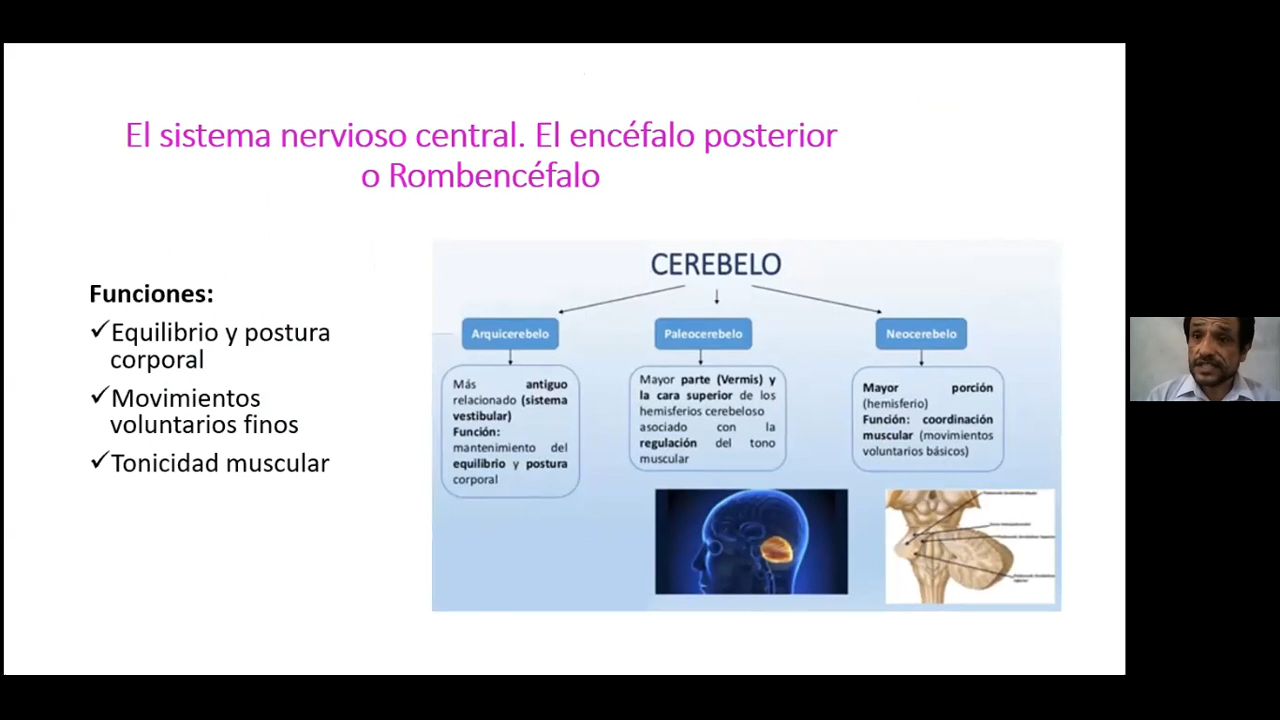 El sistema nervioso central. El encéfalo posterior
o Rombencéfalo
Funciones:
✓Equilibrio y postura
corporal
✓Movimientos
voluntarios finos
✓Tonicidad muscular
CEREBELO
Arquicerebelo
Más antiguo
relacionado (sistema
vestibular)
Función:
mantenimiento del
equilibrio y postura
corporal
Paleocerebelo
Mayor parte (Vermis) y
la cara superior de los
hemisferios cerebeloso
asociado con la
regulación del tono
muscular
Neocerebelo
Mayor porción
(hemisferio)
Función: coordinación
muscular (movimientos
voluntarios básicos)